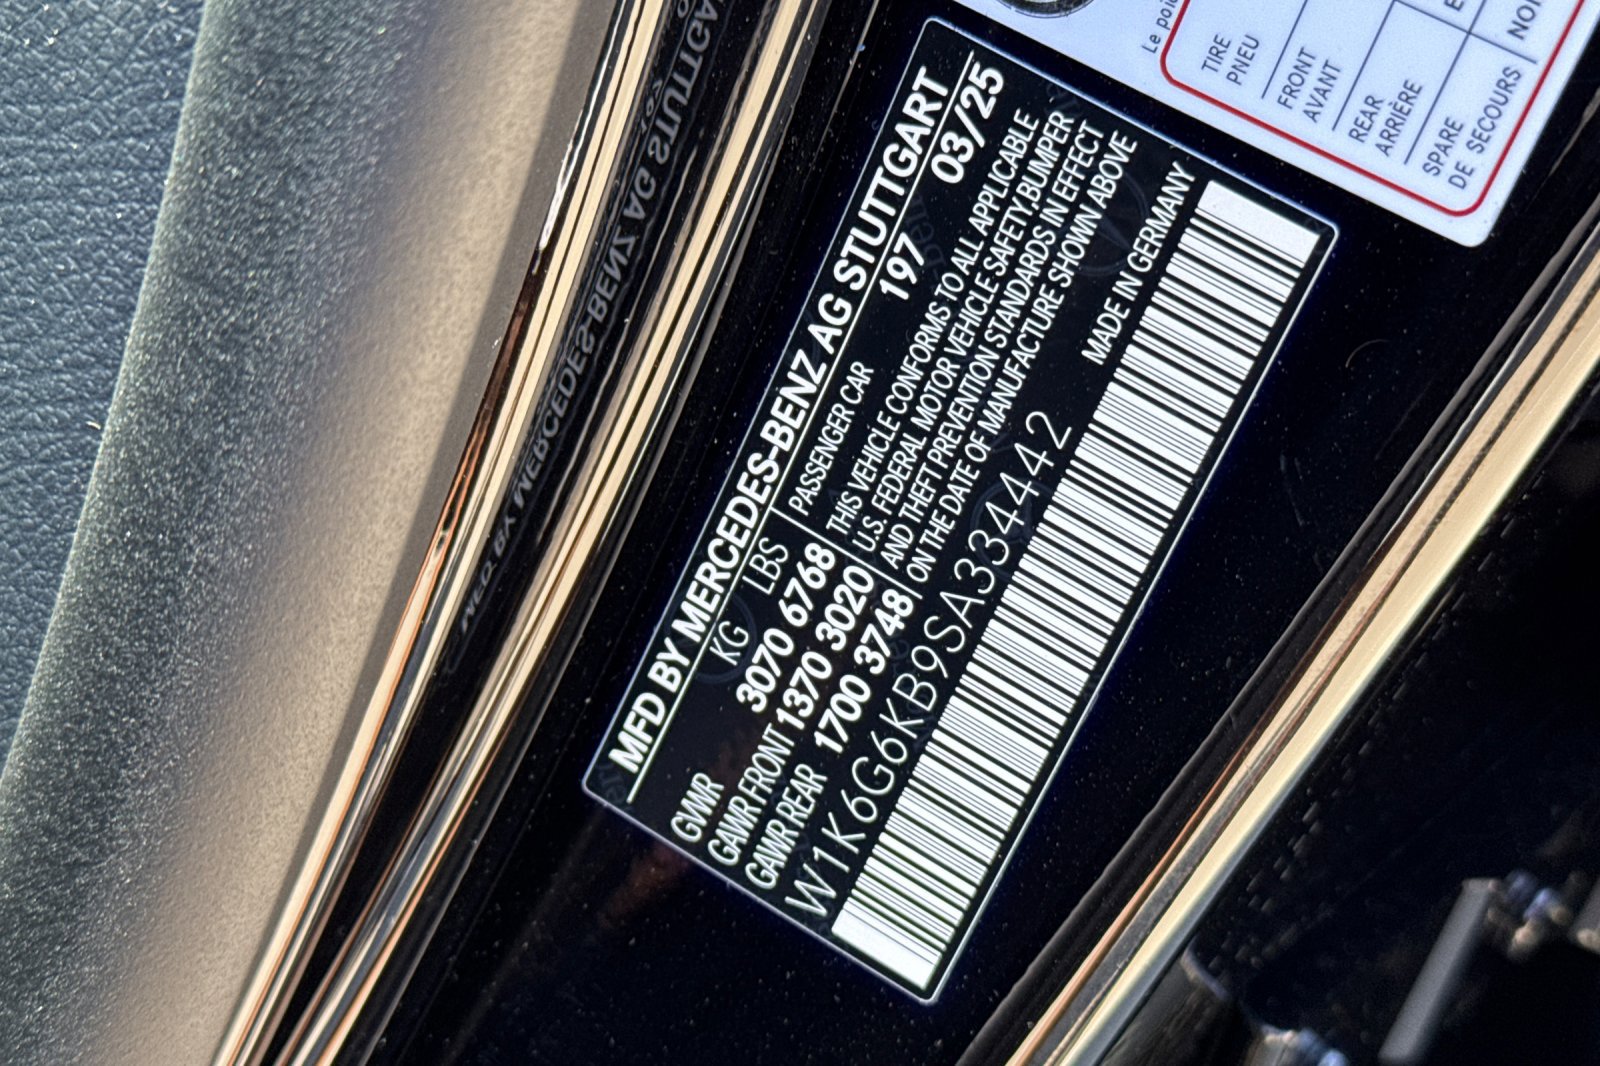 MFD BY MERCEDES-BENZ AG STUTTGART
KG LBS
197 03/25
PASSENGER CAR
GVWR 3070 6768
GAWR FRONT 1370 3020
GAWR REAR 1700 3748
THIS VEHICLE CONFORMS TO ALL APPLICABLE
U.S. FEDERAL MOTOR VEHICLE SAFETY,BUMPER
AND THEFT PREVENTION STANDARDS IN EFFECT
ON THE DATE OF MANUFACTURE SHOWN ABOVE
MADE IN GERMANY
W1K6G6KB9SA334442
Le
TIRE
PNEU
FRONT
AVANT
REAR
ARRIÈRE
SPARE
DE SECOURS